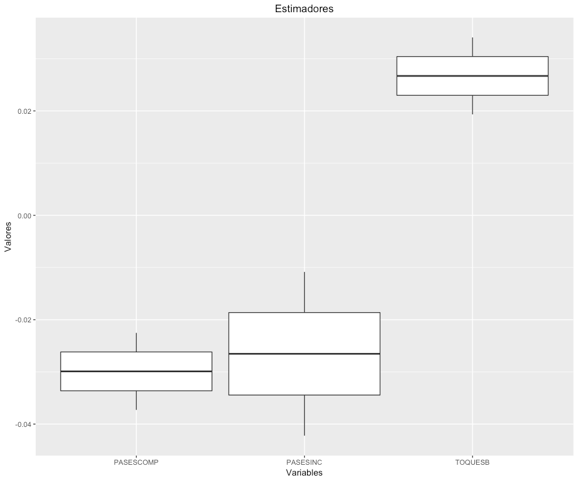 Estimadores
Valores
0.02
0.00
-0.02
-0.04
PASESCOMP
PASESINC
TOQUESB
Variables